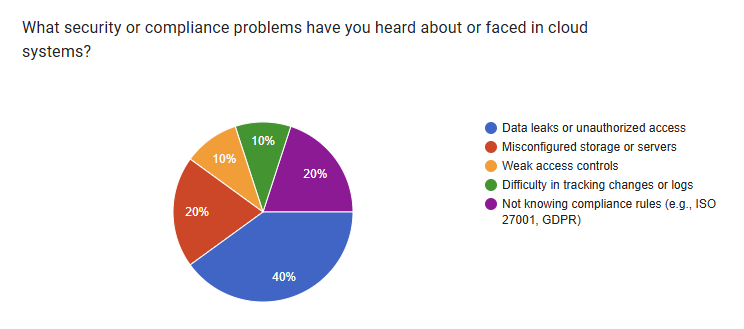 What security or compliance problems have you heard about or faced in cloud
systems?
10%
10%
20%
20%
40%
Data leaks or unauthorized access
Misconfigured storage or servers
Weak access controls
Difficulty in tracking changes or logs
Not knowing compliance rules (e.g., ISO
27001, GDPR)